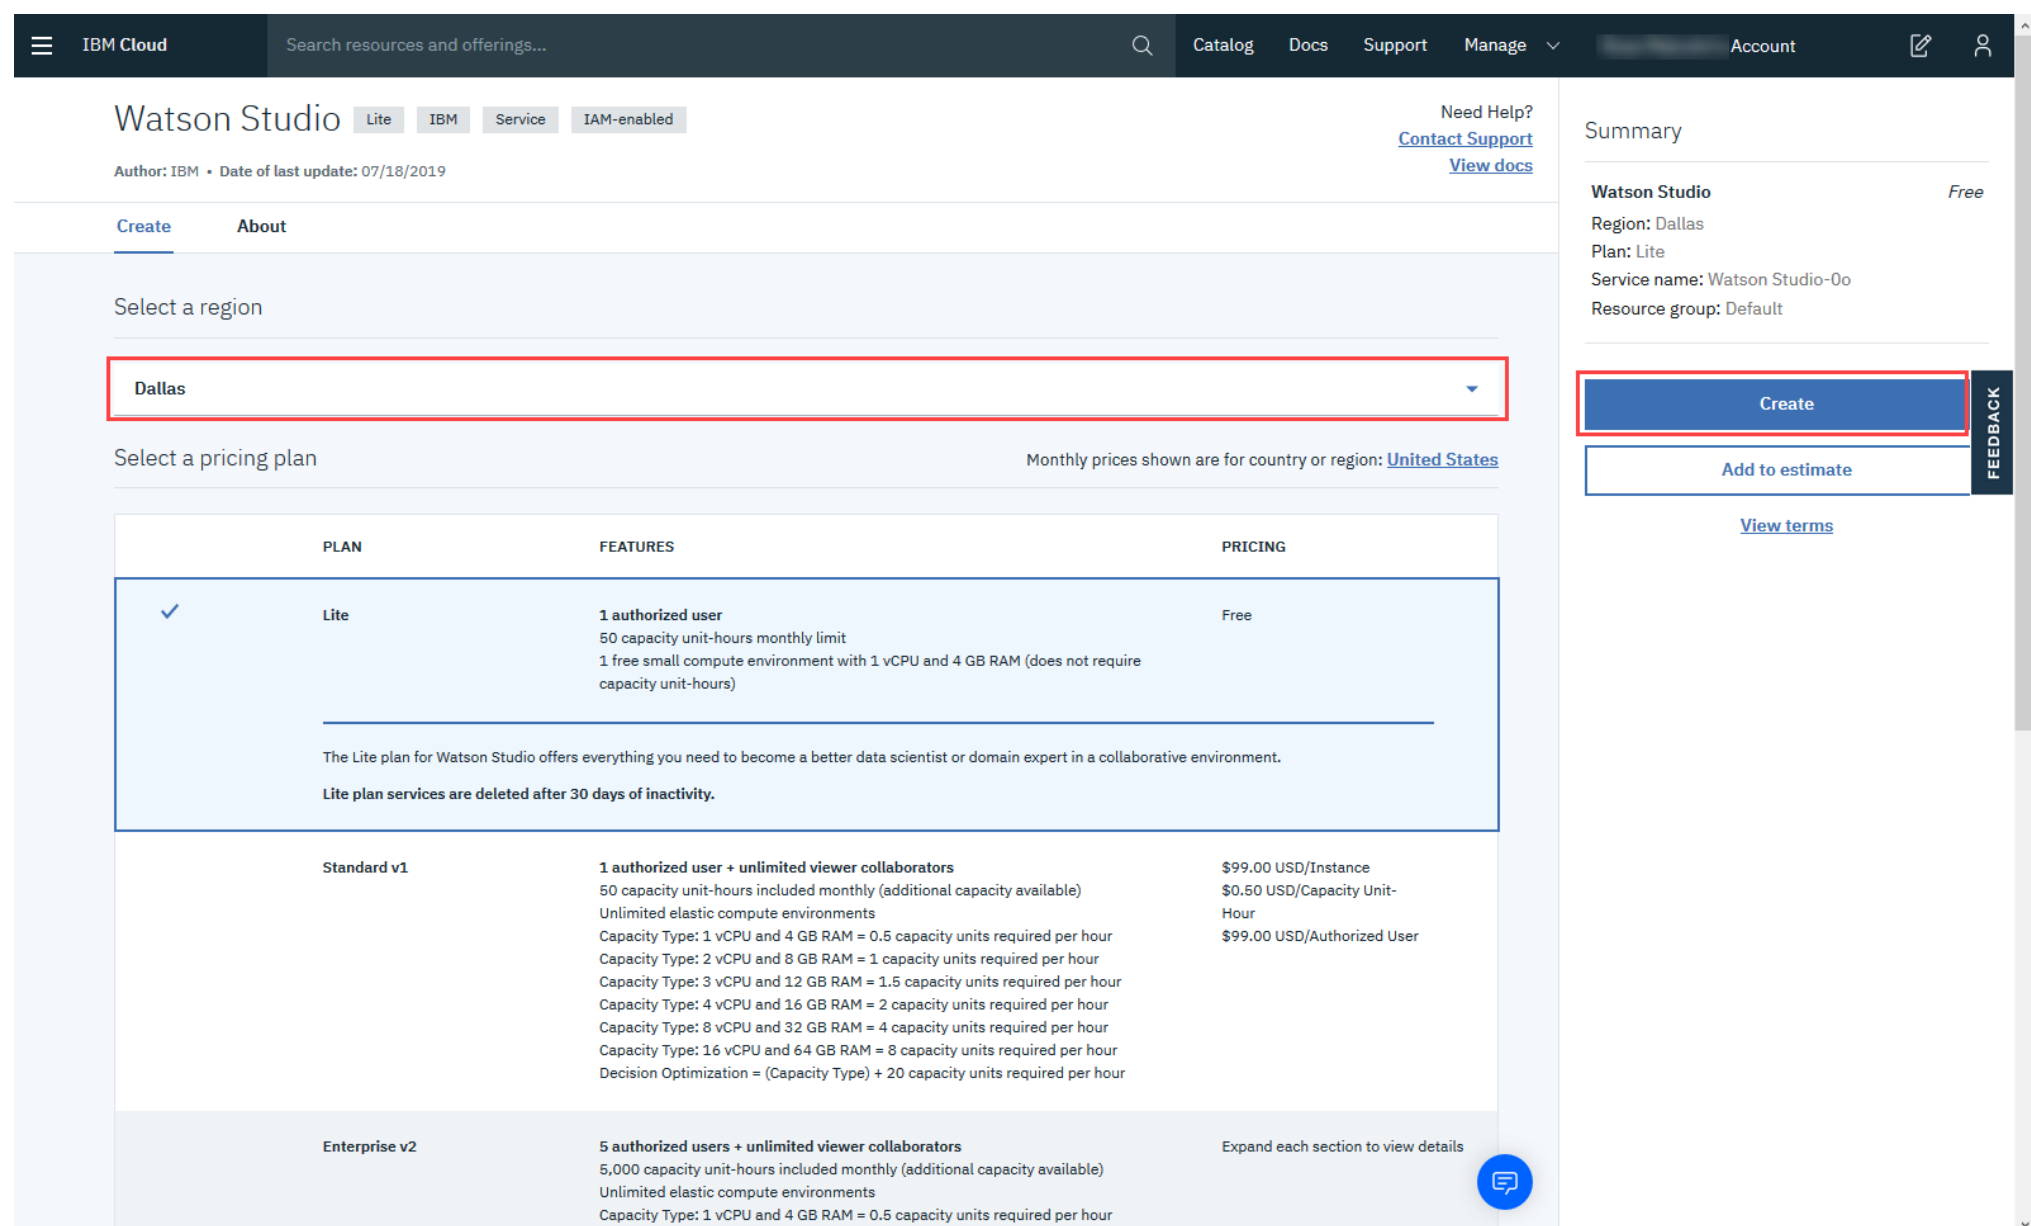 IBM Cloud
Search resources and offerings...
Catalog Docs Support Manage Account
Watson Studio Lite IBM Service IAM-enabled
Author: IBM • Date of last update: 07/18/2019
Need Help?
Contact Support
View docs
Create About
Select a region
Dallas
Select a pricing plan
Monthly prices shown are for country or region: United States
PLAN FEATURES PRICING
Lite 1 authorized user Free
50 capacity unit-hours monthly limit
1 free small compute environment with 1 vCPU and 4 GB RAM (does not require
capacity unit-hours)
The Lite plan for Watson Studio offers everything you need to become a better data scientist or domain expert in a collaborative environment.
Lite plan services are deleted after 30 days of inactivity.
Standard v1 1 authorized user + unlimited viewer collaborators $99.00 USD/Instance
50 capacity unit-hours included monthly (additional capacity available) $0.50 USD/Capacity Unit-
Unlimited elastic compute environments Hour
Capacity Type: 1 vCPU and 4 GB RAM = 0.5 capacity units required per hour $99.00 USD/Authorized User
Capacity Type: 2 vCPU and 8 GB RAM = 1 capacity units required per hour
Capacity Type: 3 vCPU and 12 GB RAM = 1.5 capacity units required per hour
Capacity Type: 4 vCPU and 16 GB RAM = 2 capacity units required per hour
Capacity Type: 8 vCPU and 32 GB RAM = 4 capacity units required per hour
Capacity Type: 16 vCPU and 64 GB RAM = 8 capacity units required per hour
Decision Optimization = (Capacity Type) + 20 capacity units required per hour
Enterprise v2 5 authorized users + unlimited viewer collaborators Expand each section to view details
5,000 capacity unit-hours included monthly (additional capacity available)
Unlimited elastic compute environments
Capacity Type: 1 vCPU and 4 GB RAM = 0.5 capacity units required per hour
Summary
Watson Studio Free
Region: Dallas
Plan: Lite
Service name: Watson Studio-0o
Resource group: Default
Create
Add to estimate
View terms
FEEDBACK